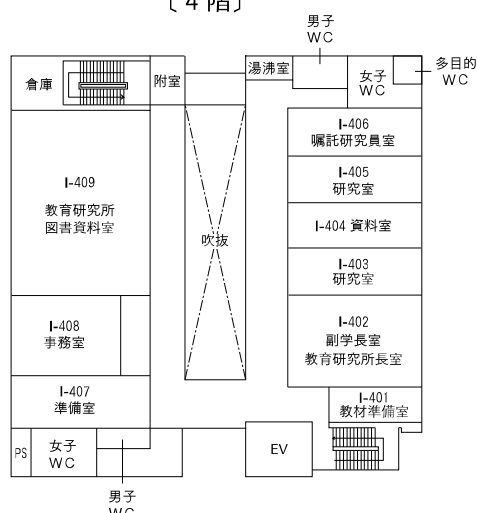 〔4階〕
男子
WC
湯沸室
女子
WC
多目的
WC
倉庫
附室
I-406
嘱託研究員室
I-405
研究室
I-404 資料室
I-403
研究室
I-402
副学長室
教育研究所長室
I-401
教材準備室
吹抜
I-409
教育研究所
図書資料室
I-408
事務室
I-407
準備室
PS
女子
WC
男子
WC
EV